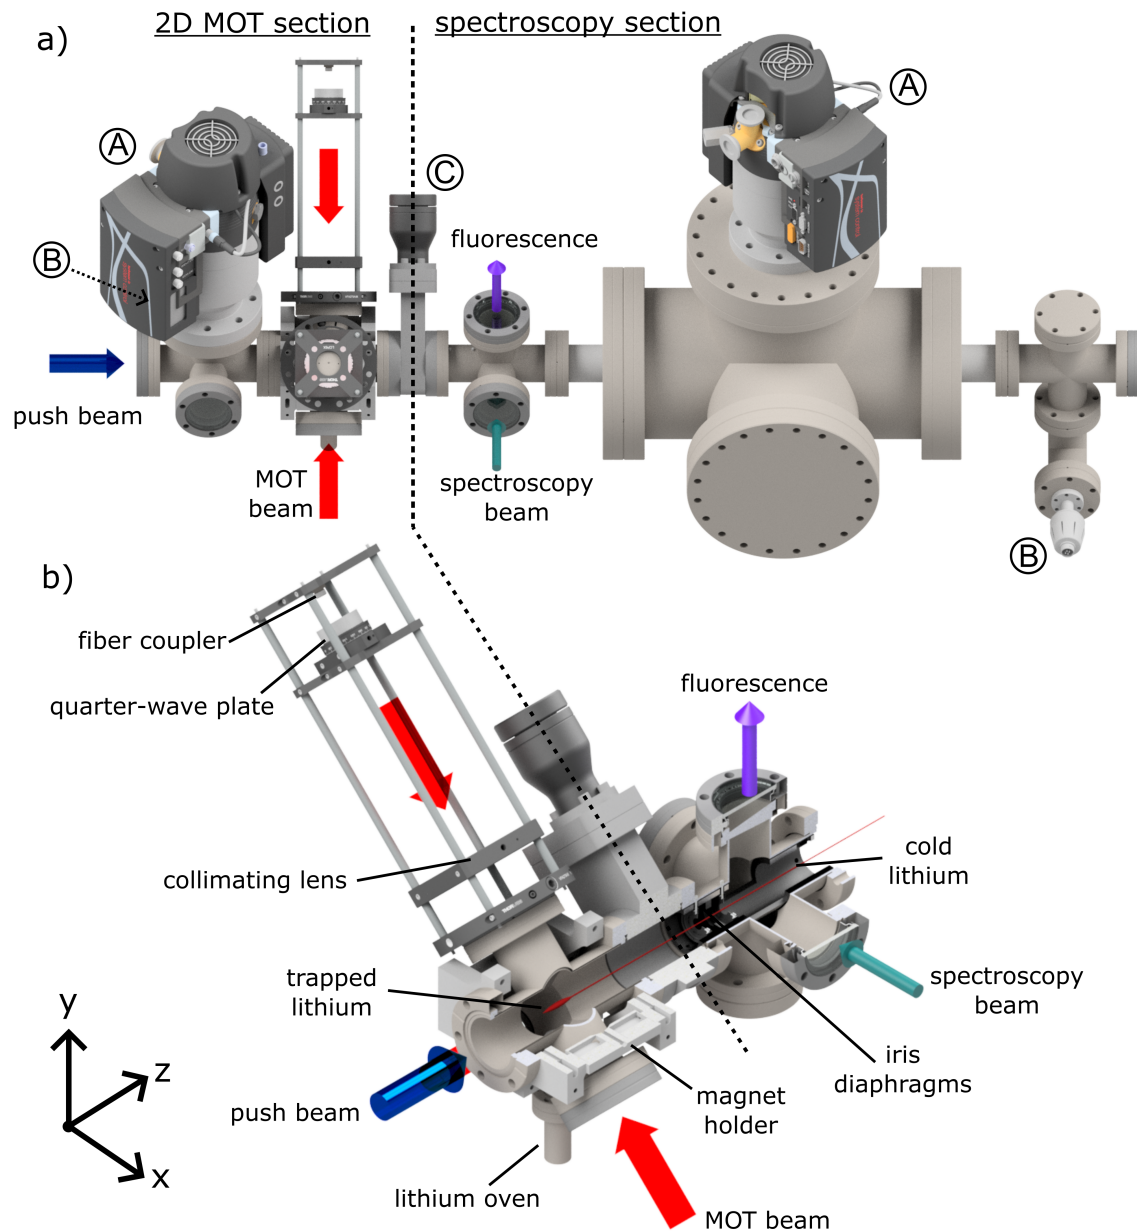 a)
2D MOT section
spectroscopy section
A
A
C
B
fluorescence
push beam
MOT
beam
spectroscopy
beam
B
b)
fiber coupler
quarter-wave plate
fluorescence
collimating lens
cold
lithium
trapped
lithium
spectroscopy
beam
y
z
x
iris
diaphragms
push beam
magnet
holder
lithium oven
MOT beam